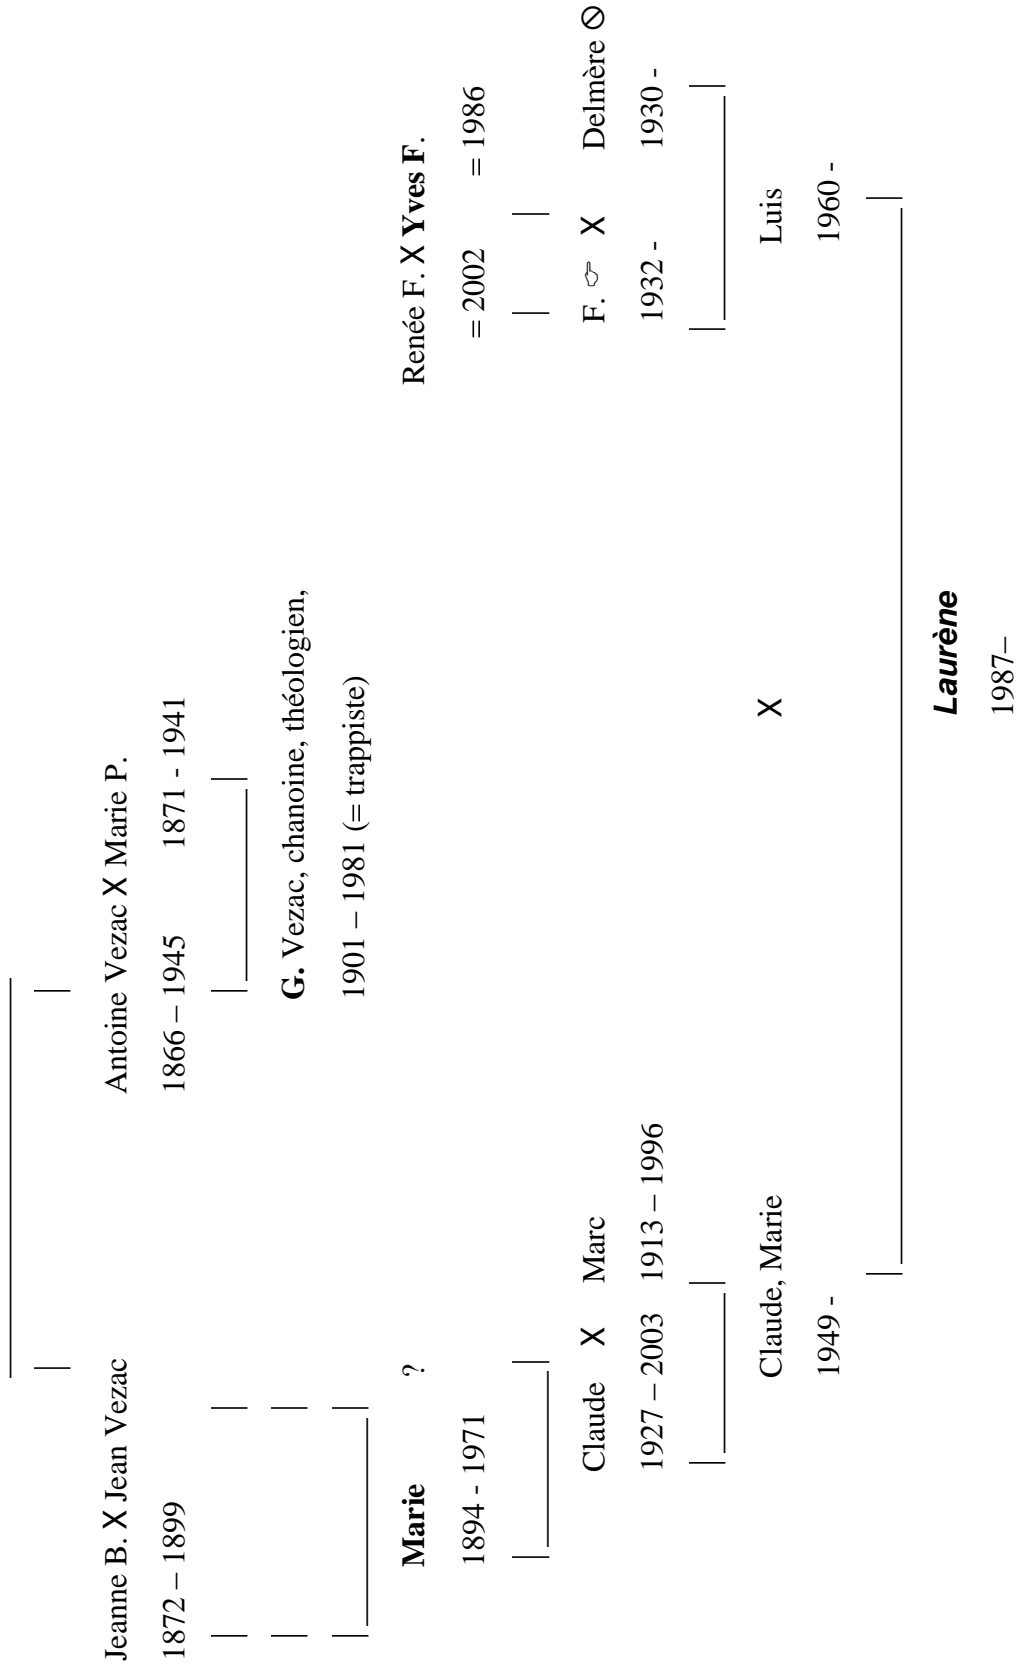 Jeanne B. X Jean Vezac Antoine Vezac X Marie P.
1872 – 1899 1866 – 1945 1871 - 1941
G. Vezac, chanoine, théologien,
1901 – 1981 (= trappiste)
Marie ? Renée F. X Yves F.
1894 - 1971 = 2002 = 1986
Claude X Marc F. ☞ X Delmère ⊘
1927 – 2003 1913 – 1996 1932 - 1930 -
Claude, Marie X Luis
1949 - 1960 -
Laurène
1987–